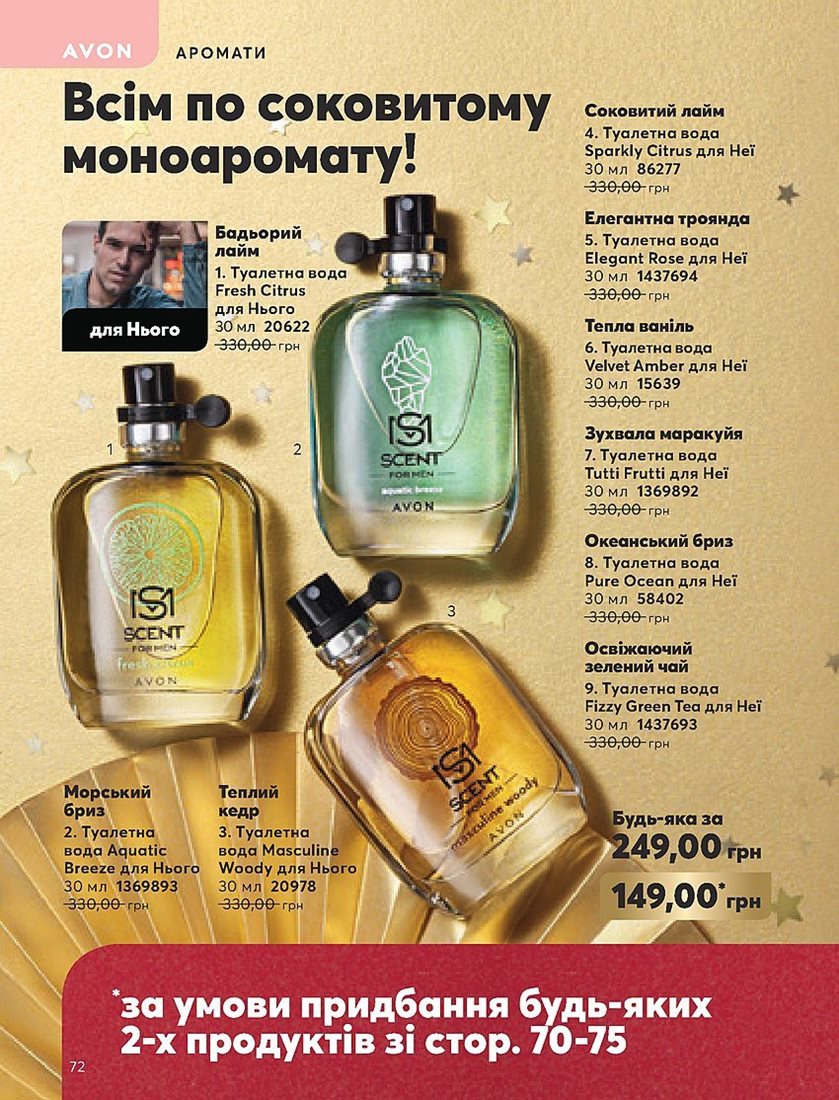 AVON
АРОМАТИ
Всім по соковитому
моноаромату!
для Нього
Бадьорий
лайм
1. Туалетна вода
Fresh Citrus
для Нього
30 мл 20622
330,00 грн
1
2
3
SM
SCENT
FOR MEN
fresh citrus
AVON
SM
SCENT
FOR MEN
aquatic breeze
AVON
SM
SCENT
FOR MEN
masculine woody
AVON
Морський
бриз
2. Туалетна
вода Aquatic
Breeze для Нього
30 мл 1369893
330,00 грн
Теплий
кедр
3. Туалетна
вода Masculine
Woody для Нього
30 мл 20978
330,00 грн
Соковитий лайм
4. Туалетна вода
Sparkly Citrus для Неї
30 мл 86277
330,00 грн
Елегантна троянда
5. Туалетна вода
Elegant Rose для Неї
30 мл 1437694
330,00 грн
Тепла ваніль
6. Туалетна вода
Velvet Amber для Неї
30 мл 15639
330,00 грн
Зухвала маракуйя
7. Туалетна вода
Tutti Frutti для Неї
30 мл 1369892
330,00 грн
Океанський бриз
8. Туалетна вода
Pure Ocean для Неї
30 мл 58402
330,00 грн
Освіжаючий
зелений чай
9. Туалетна вода
Fizzy Green Tea для Неї
30 мл 1437693
330,00 грн
Будь-яка за
249,00 грн
149,00* грн
*за умови придбання будь-яких
2-х продуктів зі стор. 70-75
72